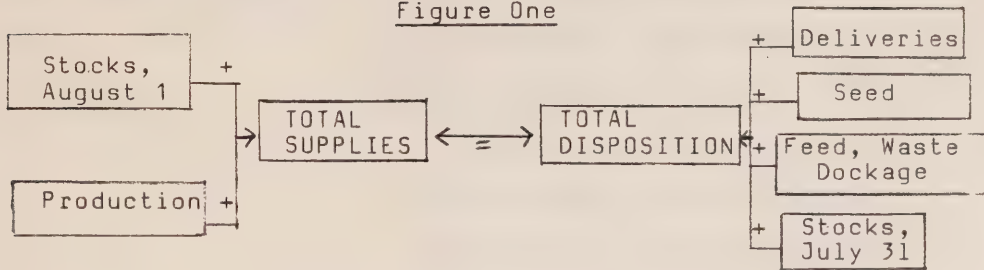 Figure One
Stocks,
August 1
+
Production
+
TOTAL
SUPPLIES
=
TOTAL
DISPOSITION
+
Deliveries
+
Seed
+
Feed, Waste
Dockage
+
Stocks,
July 31